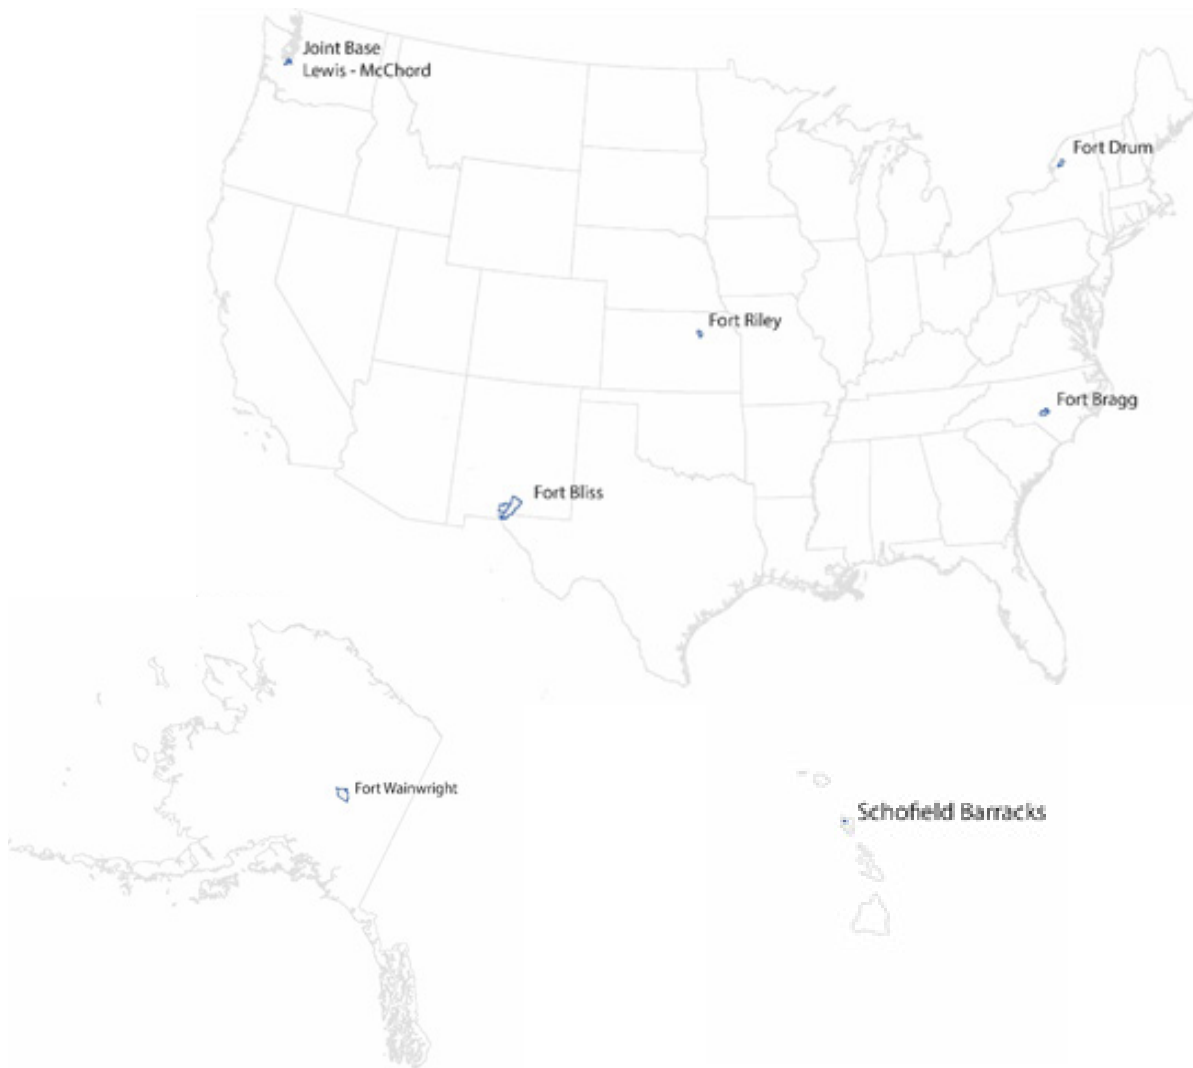 Joint Base
Lewis - McChord
Fort Drum
Fort Riley
Fort Bragg
Fort Bliss
Fort Wainwright
Schofield Barracks